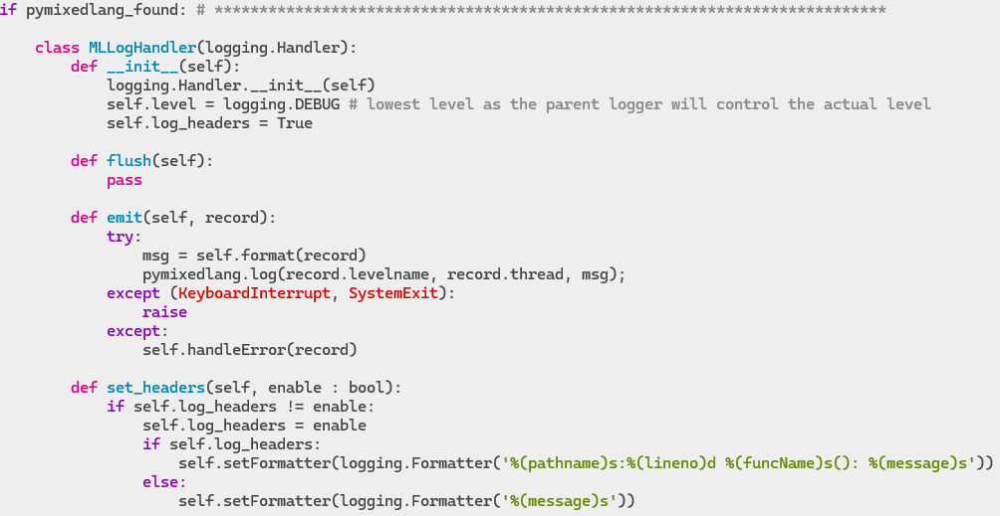 if pymixedlang_found: # ***************************************************************************

    class MLLogHandler(logging.Handler):
        def __init__(self):
            logging.Handler.__init__(self)
            self.level = logging.DEBUG # lowest level as the parent logger will control the actual level
            self.log_headers = True

        def flush(self):
            pass

        def emit(self, record):
            try:
                msg = self.format(record)
                pymixedlang.log(record.levelname, record.thread, msg);
            except (KeyboardInterrupt, SystemExit):
                raise
            except:
                self.handleError(record)

        def set_headers(self, enable : bool):
            if self.log_headers != enable:
                self.log_headers = enable
                if self.log_headers:
                    self.setFormatter(logging.Formatter('%(pathname)s:%(lineno)d %(funcName)s(): %(message)s'))
                else:
                    self.setFormatter(logging.Formatter('%(message)s'))